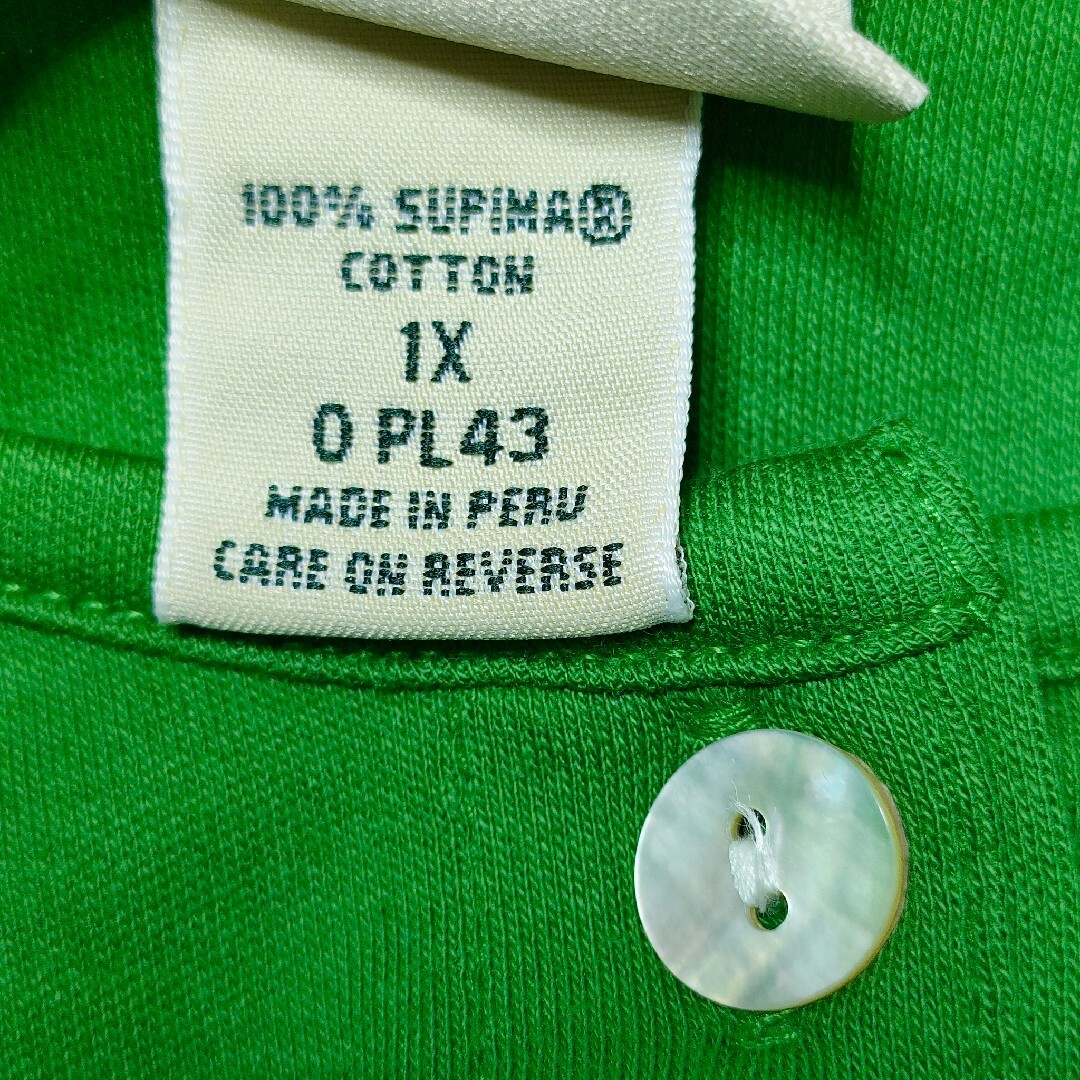 100% SUPIMA®
COTTON
1X
0 PL43
MADE IN PERU
CARE ON REVERSE